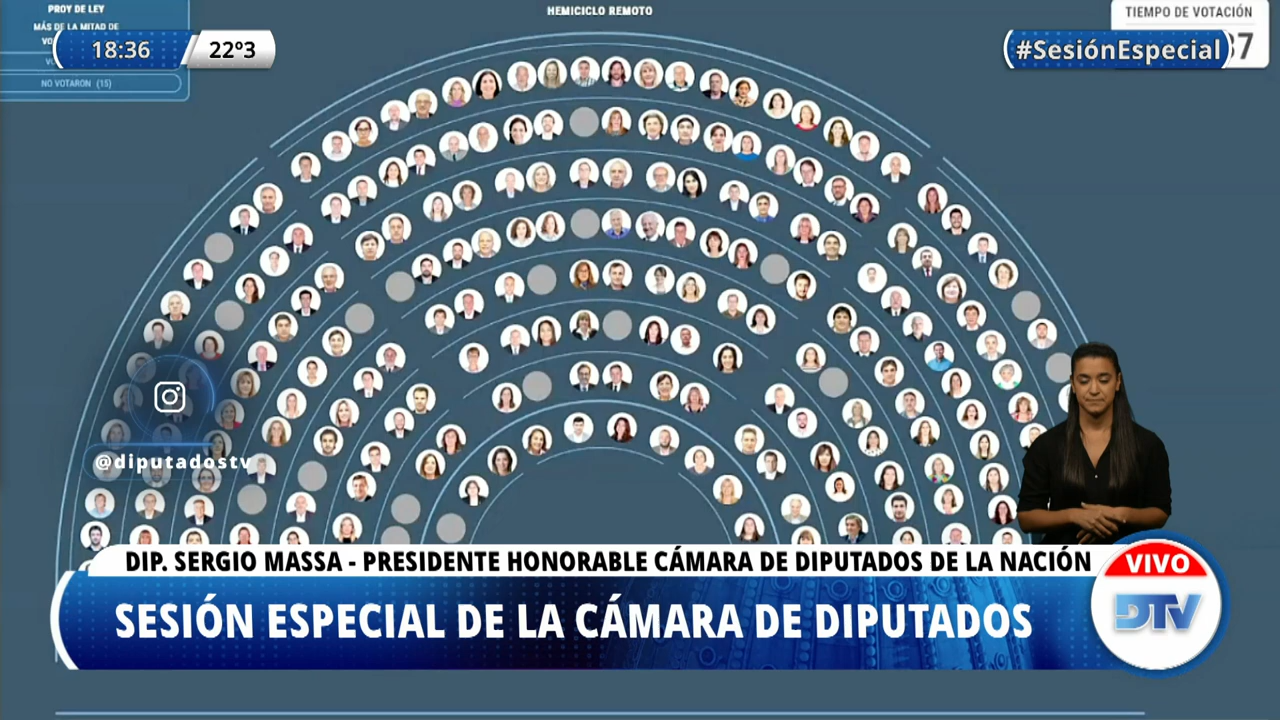 PROY DE LEY
HEMICICLO REMOTO
TIEMPO DE VOTACIÓN
MÁS DE LA MITAD DE
18:36
22º3
#SesiónEspecial
7
NO VOTARON (15)
@diputadostv
DIP. SERGIO MASSA - PRESIDENTE HONORABLE CÁMARA DE DIPUTADOS DE LA NACIÓN
VIVO
SESIÓN ESPECIAL DE LA CÁMARA DE DIPUTADOS
DTV